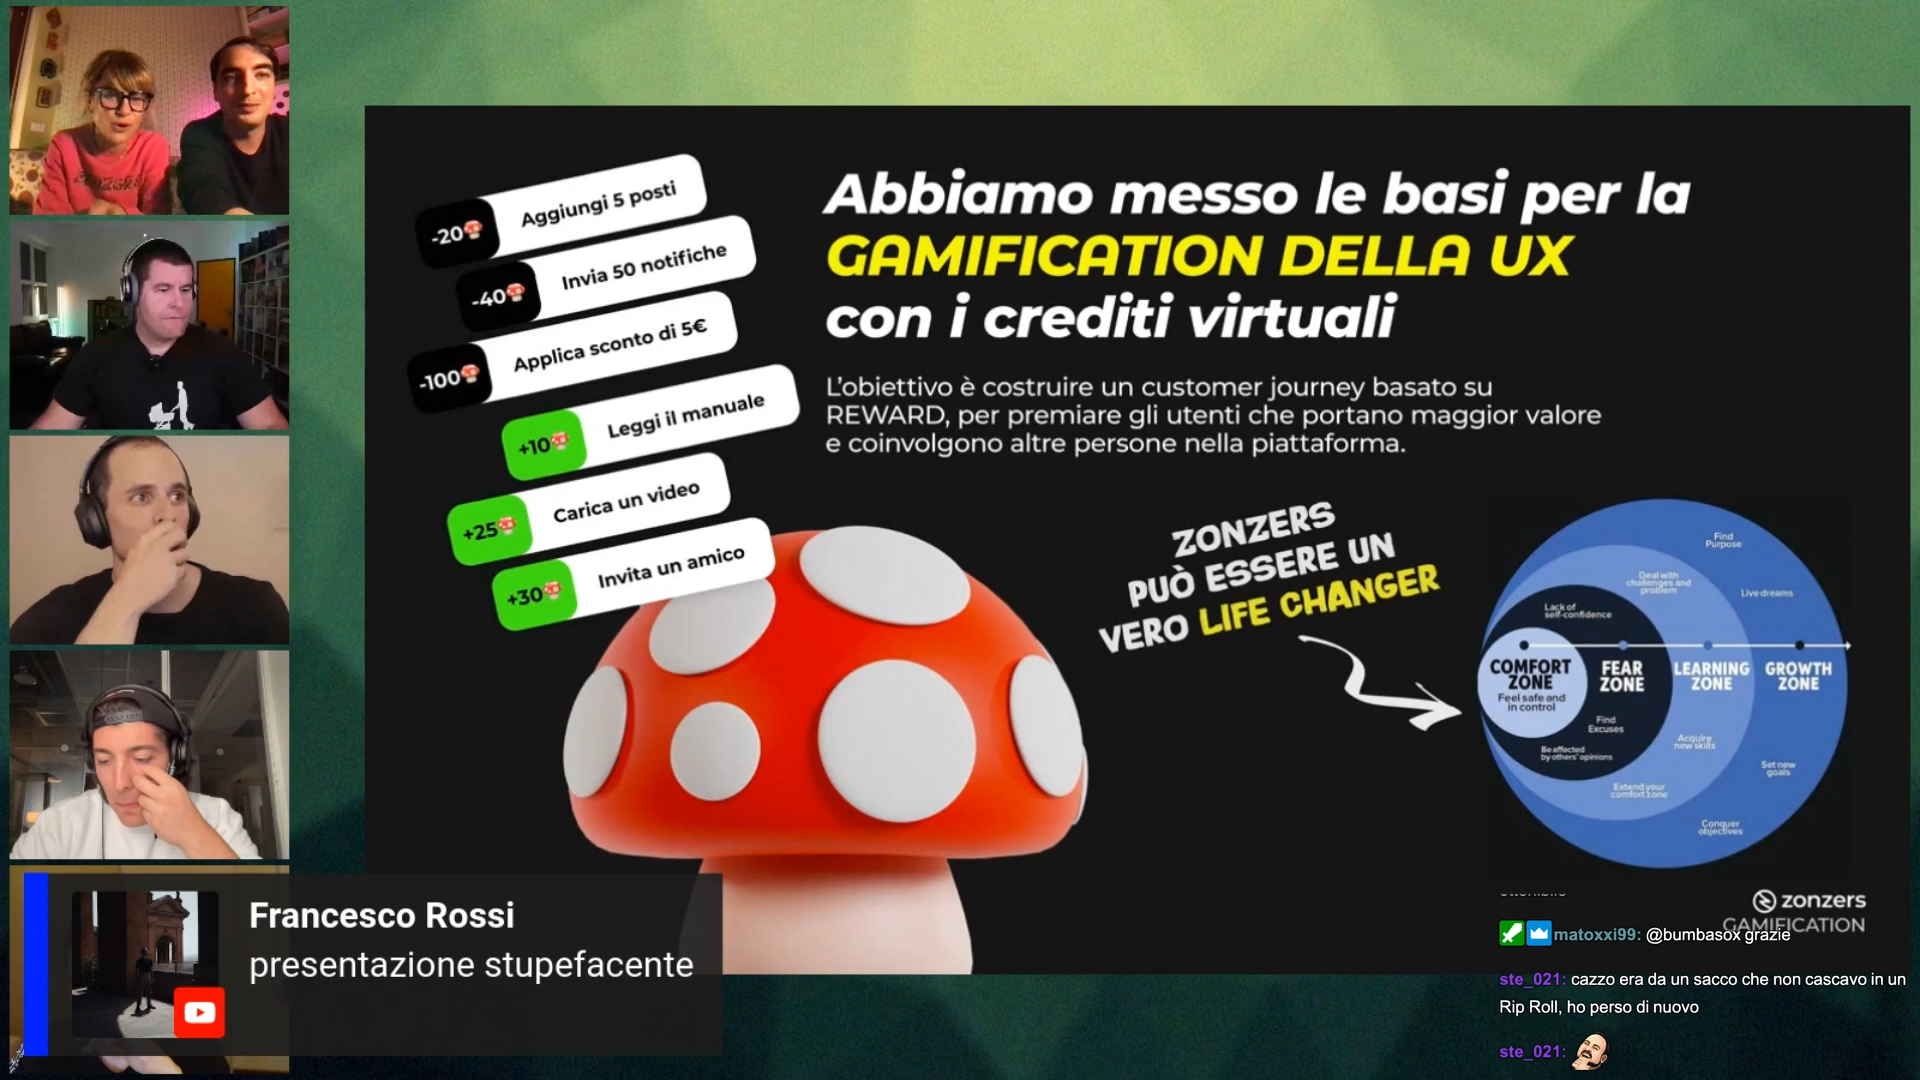 -20 Aggiungi 5 posti
-40 Invia 50 notifiche
-100 Applica sconto di 5€
+10 Leggi il manuale
+25 Carica un video
+30 Invita un amico
Abbiamo messo le basi per la
GAMIFICATION DELLA UX
con i crediti virtuali
L'obiettivo è costruire un customer journey basato su
REWARD, per premiare gli utenti che portano maggior valore
e coinvolgono altre persone nella piattaforma.
ZONZERS
PUÒ ESSERE UN
VERO LIFE CHANGER
Find
Purpose
Deal with
challenges and
problem
Live dreams
Lack of
self-confidence
COMFORT
ZONE
Feel safe and
in control
FEAR
ZONE
LEARNING
ZONE
GROWTH
ZONE
Find
Excuses
Be affected
by others' opinions
Acquire
new skills
Set new
goals
Extend your
comfort zone
Conquer
objectives
zonzers
GAMIFICATION
Francesco Rossi
presentazione stupefacente
matoxxi99: @bumbasox grazie
ste_021: cazzo era da un sacco che non cascavo in un
Rip Roll, ho perso di nuovo
ste_021: